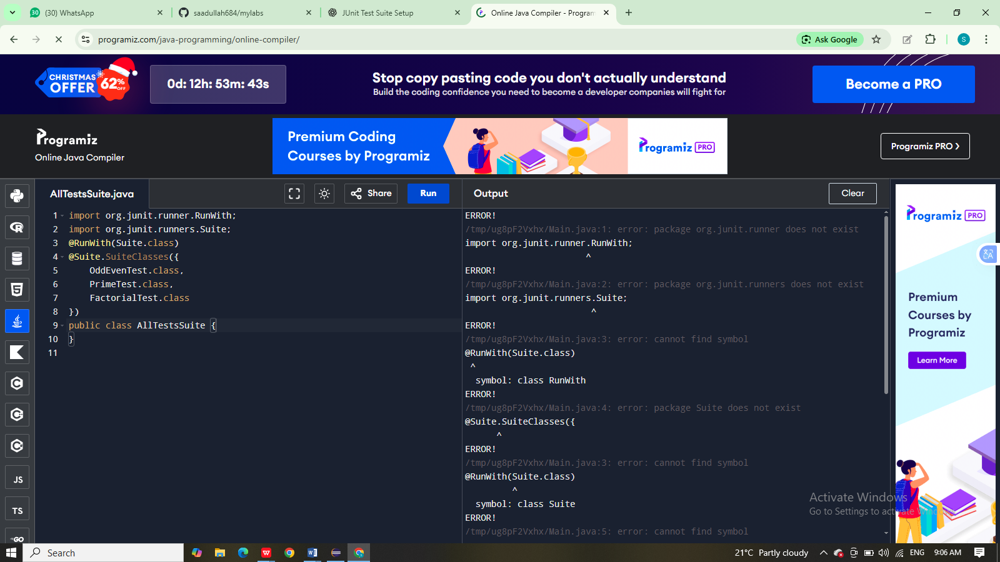 (30) WhatsApp
saadullah684/mylabs
JUnit Test Suite Setup
Online Java Compiler - Program
programiz.com/java-programming/online-compiler/
Ask Google
S
CHRISTMAS
OFFER
62%
OFF
0d: 12h: 53m: 43s
Stop copy pasting code you don't actually understand
Build the coding confidence you need to become a developer companies will fight for
Become a PRO
Programiz
Online Java Compiler
Premium Coding
Courses by Programiz
Programiz PRO
Programiz PRO ❯
AllTestsSuite.java
Share
Run
Output
Clear
1 import org.junit.runner.RunWith;
2 import org.junit.runners.Suite;
3 @RunWith(Suite.class)
4 @Suite.SuiteClasses({
5     OddEvenTest.class,
6     PrimeTest.class,
7     FactorialTest.class
8 })
9 public class AllTestsSuite {
10 }
11
ERROR!
/tmp/ug8pF2Vxhx/Main.java:1: error: package org.junit.runner does not exist
import org.junit.runner.RunWith;
                       ^
ERROR!
/tmp/ug8pF2Vxhx/Main.java:2: error: package org.junit.runners does not exist
import org.junit.runners.Suite;
                        ^
ERROR!
/tmp/ug8pF2Vxhx/Main.java:3: error: cannot find symbol
@RunWith(Suite.class)
 ^
  symbol: class RunWith
ERROR!
/tmp/ug8pF2Vxhx/Main.java:4: error: package Suite does not exist
@Suite.SuiteClasses({
      ^
ERROR!
/tmp/ug8pF2Vxhx/Main.java:3: error: cannot find symbol
@RunWith(Suite.class)
         ^
  symbol: class Suite
ERROR!
/tmp/ug8pF2Vxhx/Main.java:5: error: cannot find symbol
Programiz PRO
Premium
Courses by
Programiz
Learn More
JS
TS
GO
Activate Windows
Go to Settings to activate Windows.
Search
21°C Partly cloudy
ENG
9:06 AM